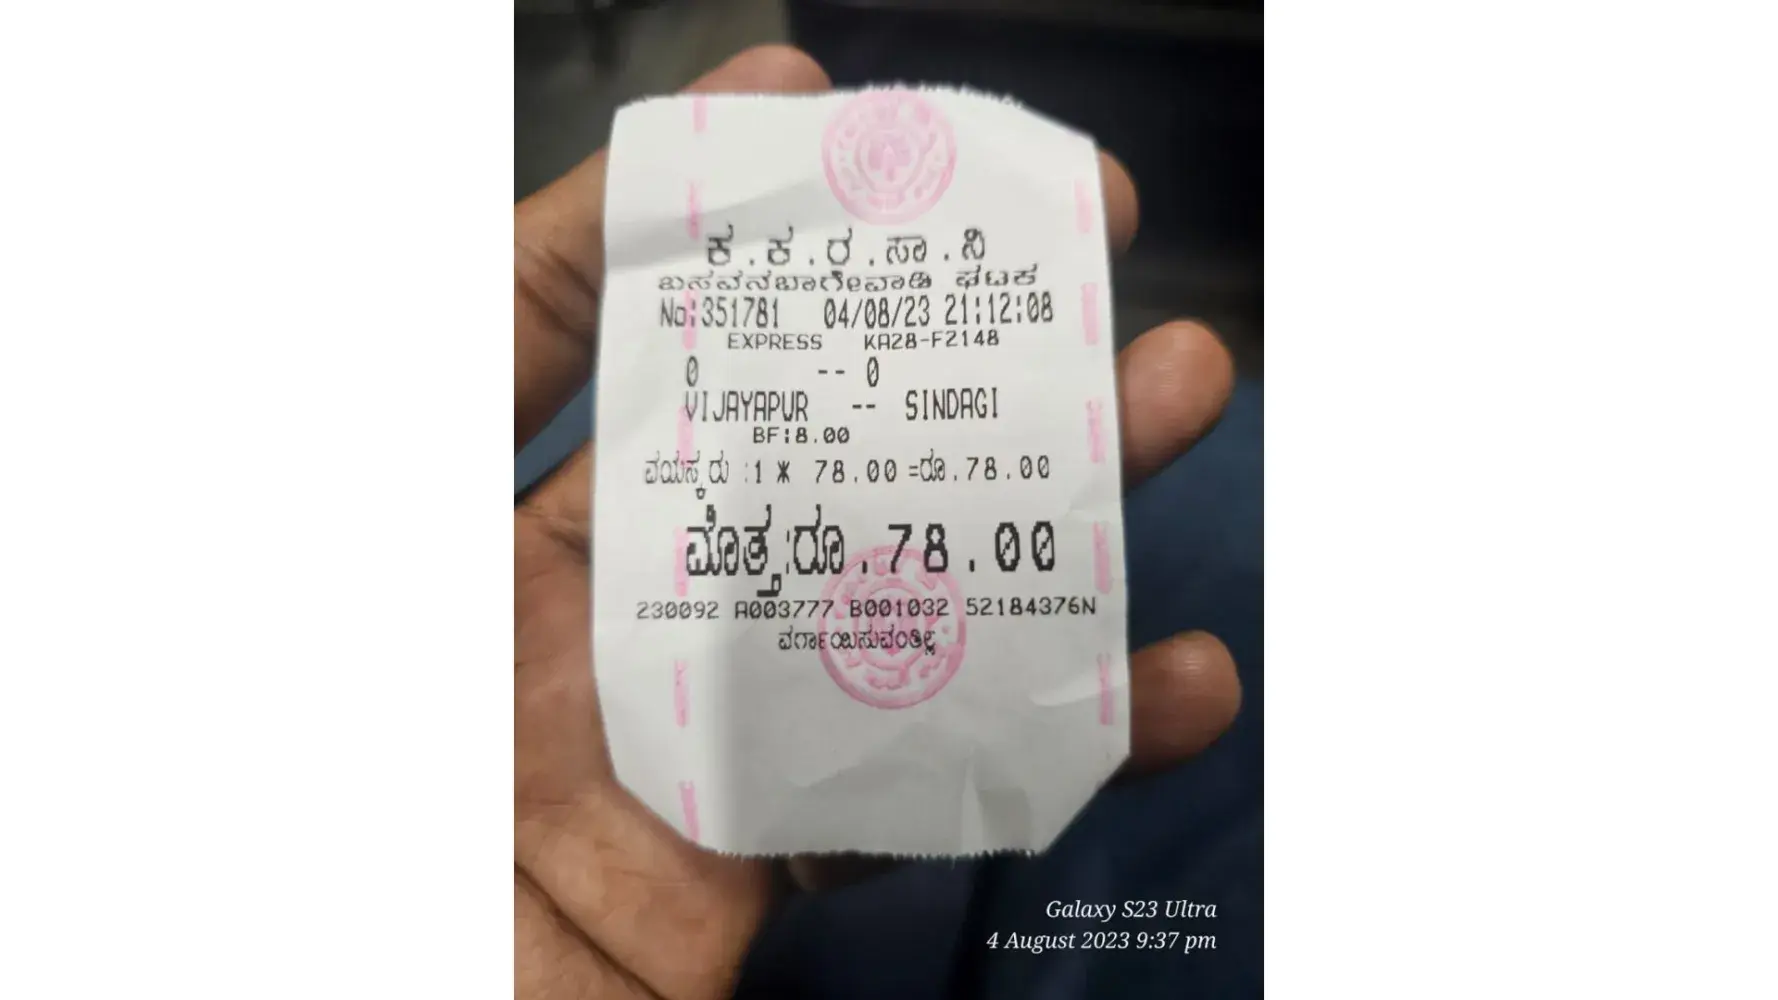 ಕ.ಕ.ರ.ಸಾ.ನಿ
ಬಸವನಬಾಗೇವಾಡಿ ಘಟಕ
No:351781 04/08/23 21:12:08
EXPRESS KA28-F2148
0 -- 0
VIJAYAPUR -- SINDAGI
BF:8.00
ವಯಸ್ಕರು :1 * 78.00 =ರೂ.78.00
ಮೊತ್ತ:ರೂ.78.00
230092 A003777 B001032 52184376N
ವರ್ಗಾಯಿಸುವಂತಿಲ್ಲ
Galaxy S23 Ultra
4 August 2023 9:37 pm